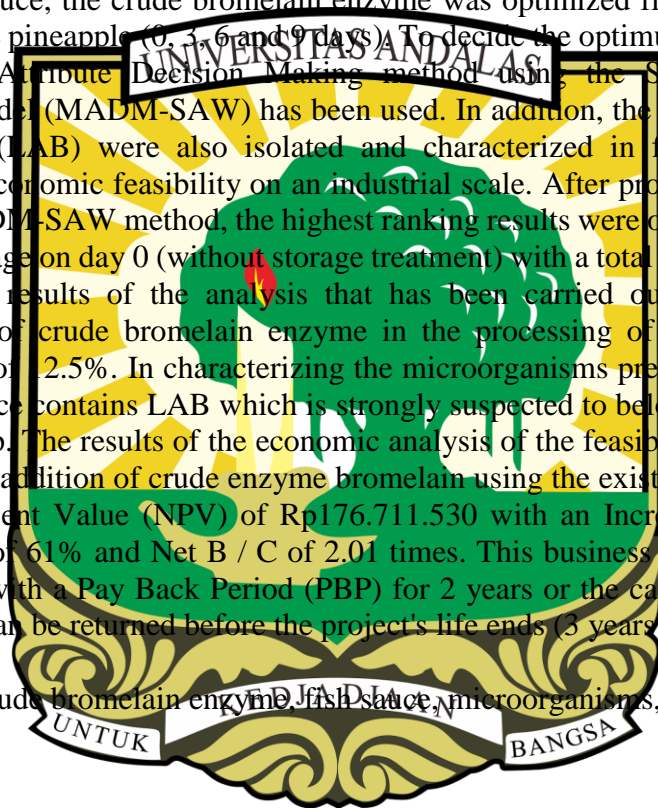 uce, the crude bromelain enzyme was optimized
pineapple (0, 3, 6 and 9 days). To decide the optimu
UNIVERSITAS ANDALAS
Attribute Decision Making method using the S
del (MADM-SAW) has been used. In addition, the
(LAB) were also isolated and characterized in f
conomic feasibility on an industrial scale. After pro
DM-SAW method, the highest ranking results were o
ge on day 0 (without storage treatment) with a total
results of the analysis that has been carried ou
of crude bromelain enzyme in the processing of
of 12.5%. In characterizing the microorganisms pre
ce contains LAB which is strongly suspected to bel
p. The results of the economic analysis of the feasib
addition of crude enzyme bromelain using the exist
ent Value (NPV) of Rp176.711.530 with an Incre
of 61% and Net B / C of 2.01 times. This business
with a Pay Back Period (PBP) for 2 years or the ca
an be returned before the project's life ends (3 years
ude bromelain enzyme, fish sauce, microorganisms,
KEDJADJAAN
UNTUK
BANGSA